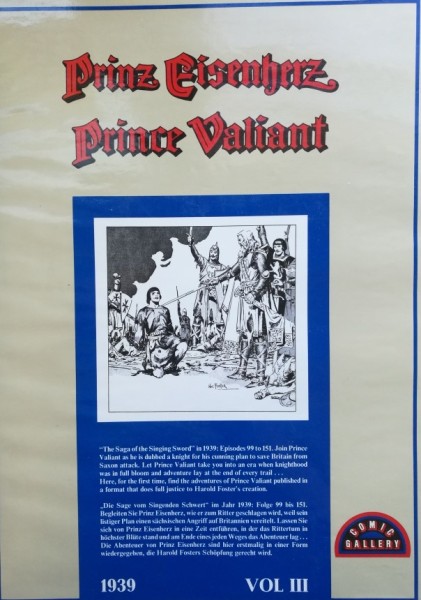 Prinz Eisenherz
Prince Valiant
Hal Foster
"The Saga of the Singing Sword" in 1939: Episodes 99 to 151. Join Prince
Valiant as he is dubbed a knight for his cunning plan to save Britain from
Saxon attack. Let Prince Valiant take you into an era when knighthood
was in full bloom and adventure lay at the end of every trail . . .
Here, for the first time, find the adventures of Prince Valiant published in
a format that does full justice to Harold Foster's creation.
„Die Sage vom Singenden Schwert" im Jahr 1939: Folge 99 bis 151.
Begleiten Sie Prinz Eisenherz, wie er zum Ritter geschlagen wird, weil sein
listiger Plan einen sächsischen Angriff auf Britannien vereitelt. Lassen Sie
sich von Prinz Eisenherz in eine Zeit entführen, in der das Rittertum in
höchster Blüte stand und am Ende eines jeden Weges das Abenteuer lag . . .
Die Abenteuer von Prinz Eisenherz sind hier erstmalig in einer Form
wiedergegeben, die Harold Fosters Schöpfung gerecht wird.
COMIC
GALLERY
1939 VOL III